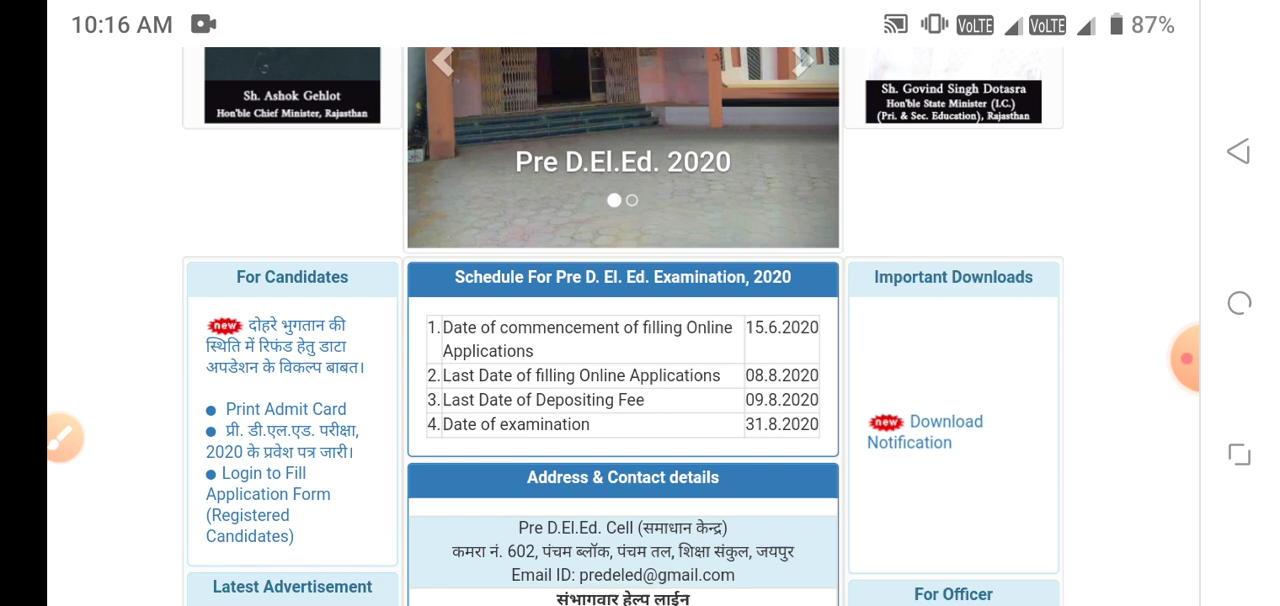 10:16 AM
VoLTE VoLTE 87%
Sh. Ashok Gehlot
Hon'ble Chief Minister, Rajasthan
Pre D.El.Ed. 2020
Sh. Govind Singh Dotasra
Hon'ble State Minister (I.C.)
(Pri. & Sec. Education), Rajasthan
For Candidates
new दोहरे भुगतान की
स्थिति में रिफंड हेतु डाटा
अपडेशन के विकल्प बाबत।
Print Admit Card
प्री. डी.एल.एड. परीक्षा,
2020 के प्रवेश पत्र जारी।
Login to Fill
Application Form
(Registered
Candidates)
Latest Advertisement
Schedule For Pre D. El. Ed. Examination, 2020
1. Date of commencement of filling Online 15.6.2020
Applications
2. Last Date of filling Online Applications 08.8.2020
3. Last Date of Depositing Fee 09.8.2020
4. Date of examination 31.8.2020
Address & Contact details
Pre D.El.Ed. Cell (समाधान केन्द्र)
कमरा नं. 602, पंचम ब्लॉक, पंचम तल, शिक्षा संकुल, जयपुर
Email ID: predeled@gmail.com
संभागवार हेल्प लाईन
Important Downloads
new Download
Notification
For Officer